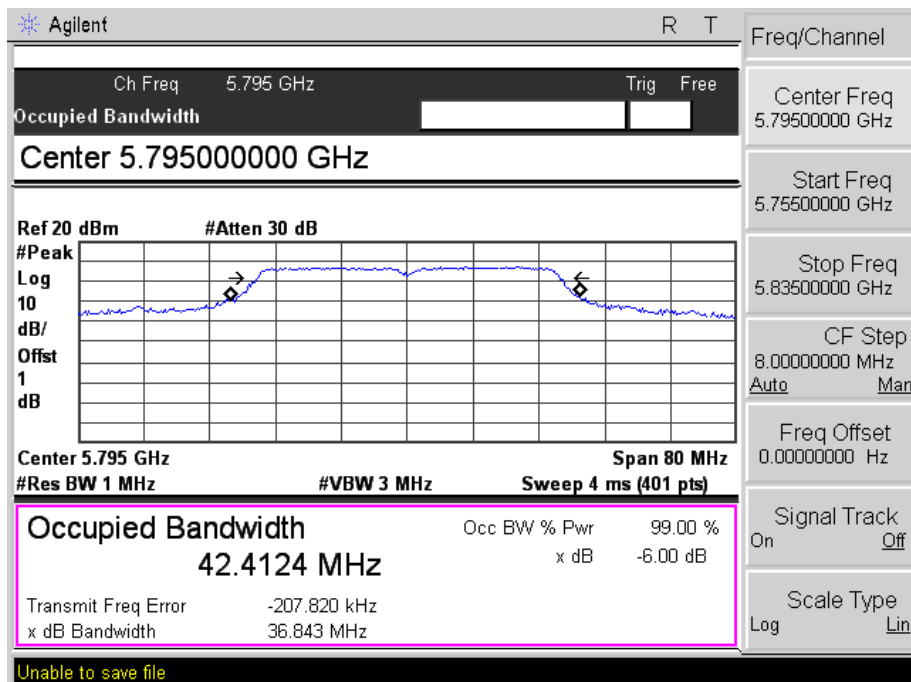 Agilent
R T
Freq/Channel
Ch Freq 5.795 GHz Trig Free
Occupied Bandwidth
Center 5.795000000 GHz
Ref 20 dBm #Atten 30 dB
#Peak
Log
10
dB/
Offst
1
dB
Center 5.795 GHz Span 80 MHz
#Res BW 1 MHz #VBW 3 MHz Sweep 4 ms (401 pts)
Occupied Bandwidth
42.4124 MHz
Occ BW % Pwr 99.00 %
x dB -6.00 dB
Transmit Freq Error -207.820 kHz
x dB Bandwidth 36.843 MHz
Center Freq
5.79500000 GHz
Start Freq
5.75500000 GHz
Stop Freq
5.83500000 GHz
CF Step
8.00000000 MHz
Auto Man
Freq Offset
0.00000000 Hz
Signal Track
On Off
Scale Type
Log Lin
Unable to save file